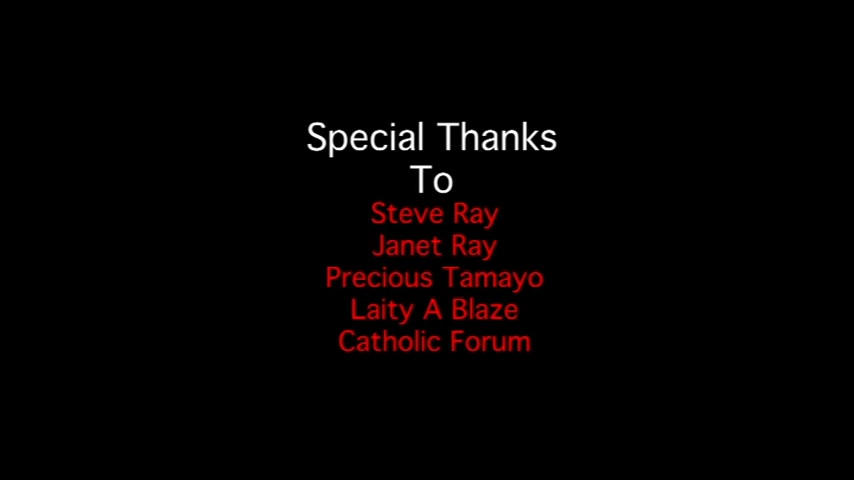 Special Thanks
To
Steve Ray
Janet Ray
Precious Tamayo
Laity A Blaze
Catholic Forum